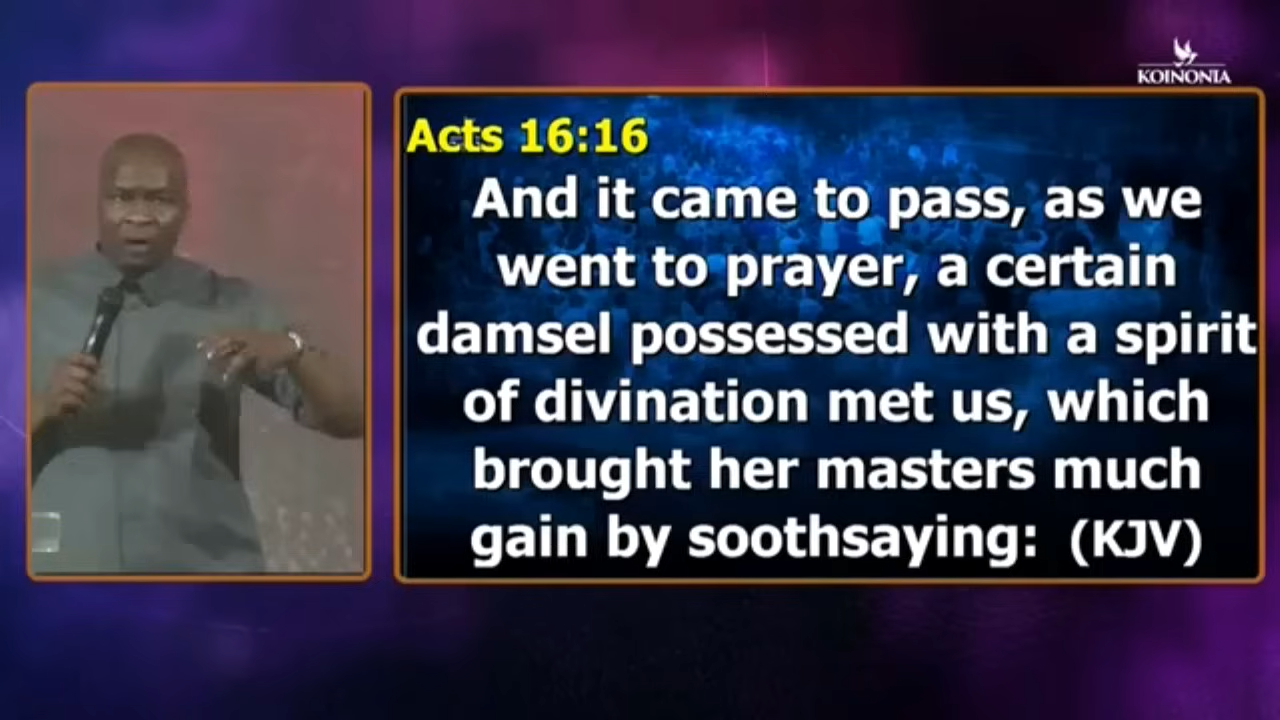 KOINONIA
Acts 16:16
And it came to pass, as we
went to prayer, a certain
damsel possessed with a spirit
of divination met us, which
brought her masters much
gain by soothsaying: (KJV)